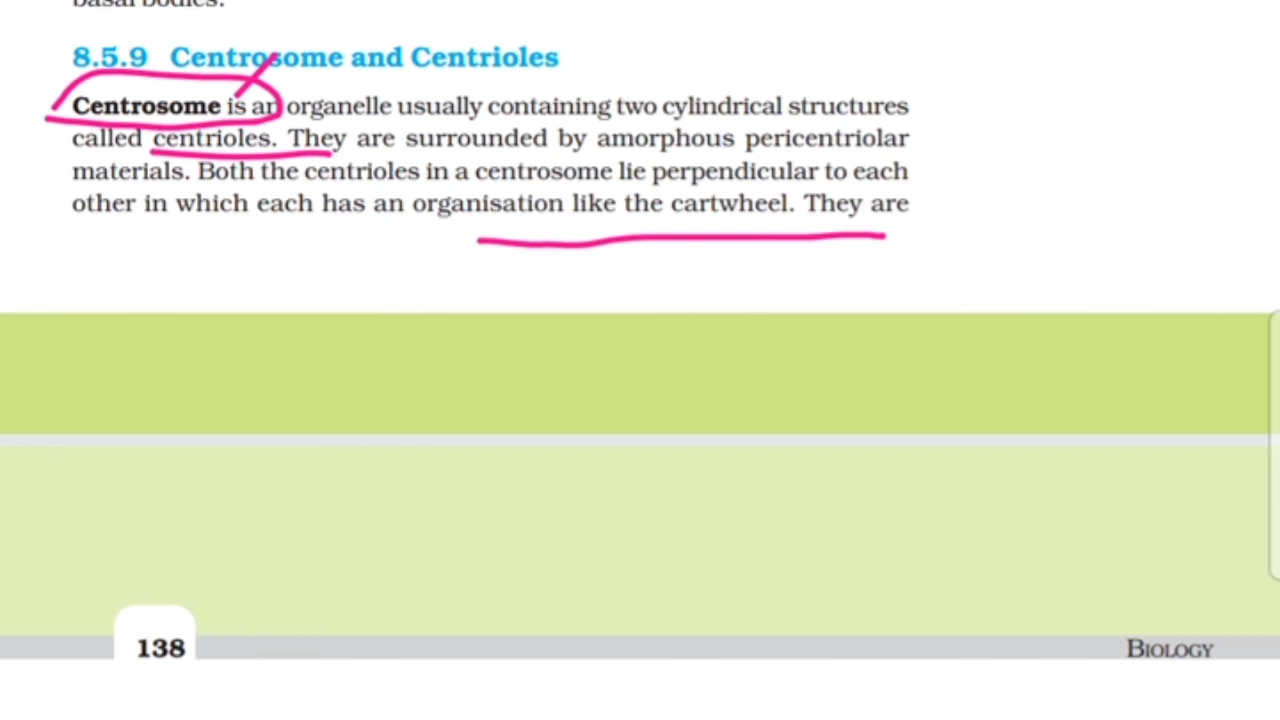 basal bodies.
8.5.9 Centrosome and Centrioles
Centrosome is an organelle usually containing two cylindrical structures
called centrioles. They are surrounded by amorphous pericentriolar
materials. Both the centrioles in a centrosome lie perpendicular to each
other in which each has an organisation like the cartwheel. They are
138
BIOLOGY